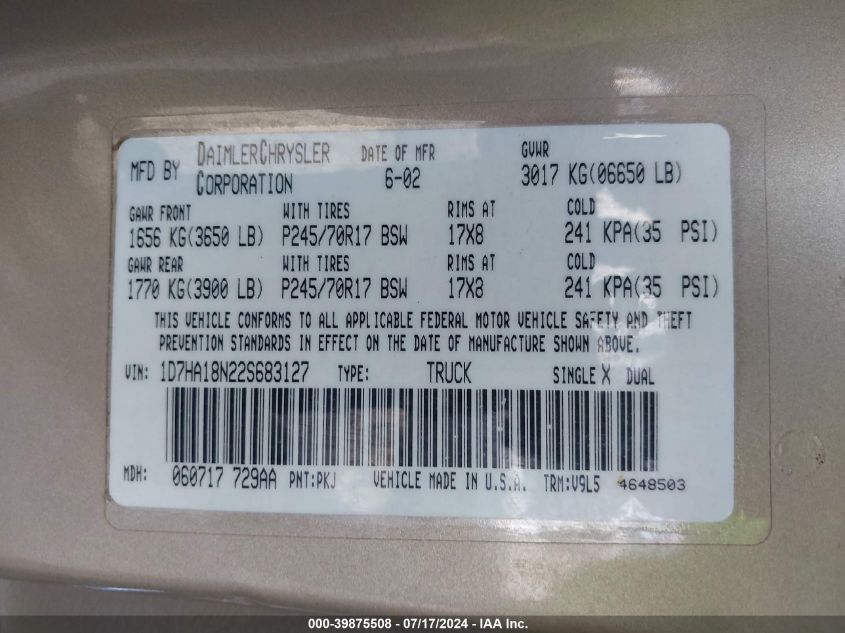 MFD BY DAIMLERCHRYSLER CORPORATION DATE OF MFR 6-02 GVWR 3017 KG(06650 LB)
GAWR FRONT WITH TIRES RIMS AT COLD
1656 KG(3650 LB) P245/70R17 BSW 17X8 241 KPA(35 PSI)
GAWR REAR WITH TIRES RIMS AT COLD
1770 KG(3900 LB) P245/70R17 BSW 17X8 241 KPA(35 PSI)
THIS VEHICLE CONFORMS TO ALL APPLICABLE FEDERAL MOTOR VEHICLE SAFETY AND THEFT
PREVENTION STANDARDS IN EFFECT ON THE DATE OF MANUFACTURE SHOWN ABOVE.
VIN: 1D7HA18N22S683127 TYPE: TRUCK SINGLE X DUAL
MDH: 060717 729AA PNT:PKJ VEHICLE MADE IN U.S.A. TRM:V9L5 4648503
000-39875508 - 07/17/2024 - IAA, Inc.